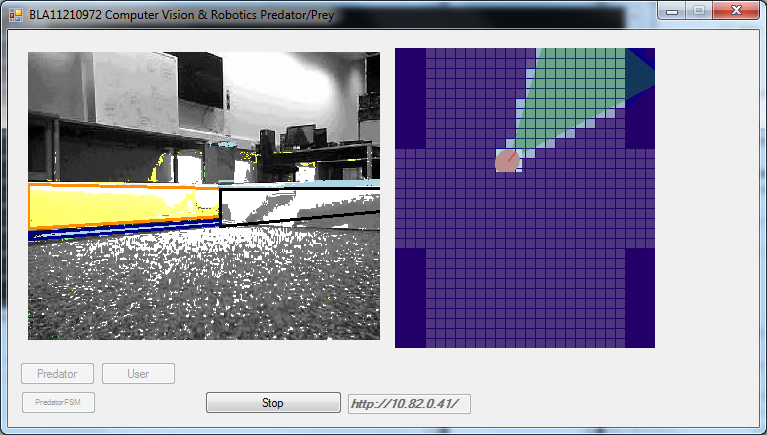 BLA11210972 Computer Vision & Robotics Predator/Prey
Predator
User
PredatorFSM
Stop
http://10.82.0.41/